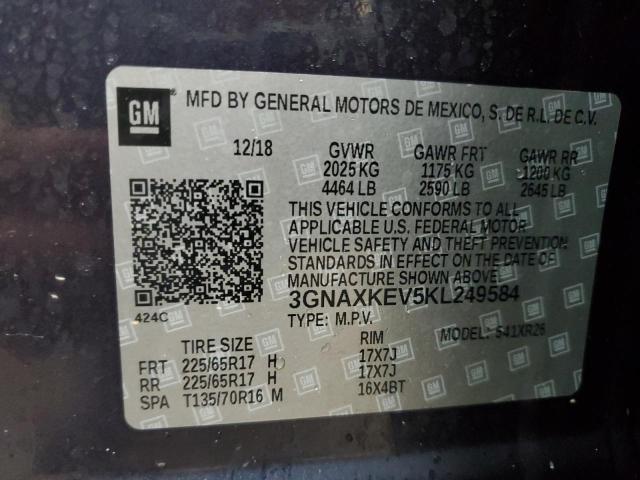 GM
MFD BY GENERAL MOTORS DE MEXICO, S. DE R.L. DE C.V.
12/18 GVWR GAWR FRT GAWR RR
2025 KG 1175 KG 1200 KG
4464 LB 2590 LB 2645 LB
THIS VEHICLE CONFORMS TO ALL
APPLICABLE U.S. FEDERAL MOTOR
VEHICLE SAFETY AND THEFT PREVENTION
STANDARDS IN EFFECT ON THE DATE OF
MANUFACTURE SHOWN ABOVE.
3GNAXKEV5KL249584
424C TYPE: M.P.V. MODEL: 541XR26
TIRE SIZE RIM
FRT 225/65R17 H 17X7J
RR 225/65R17 H 17X7J
SPA T135/70R16 M 16X4BT